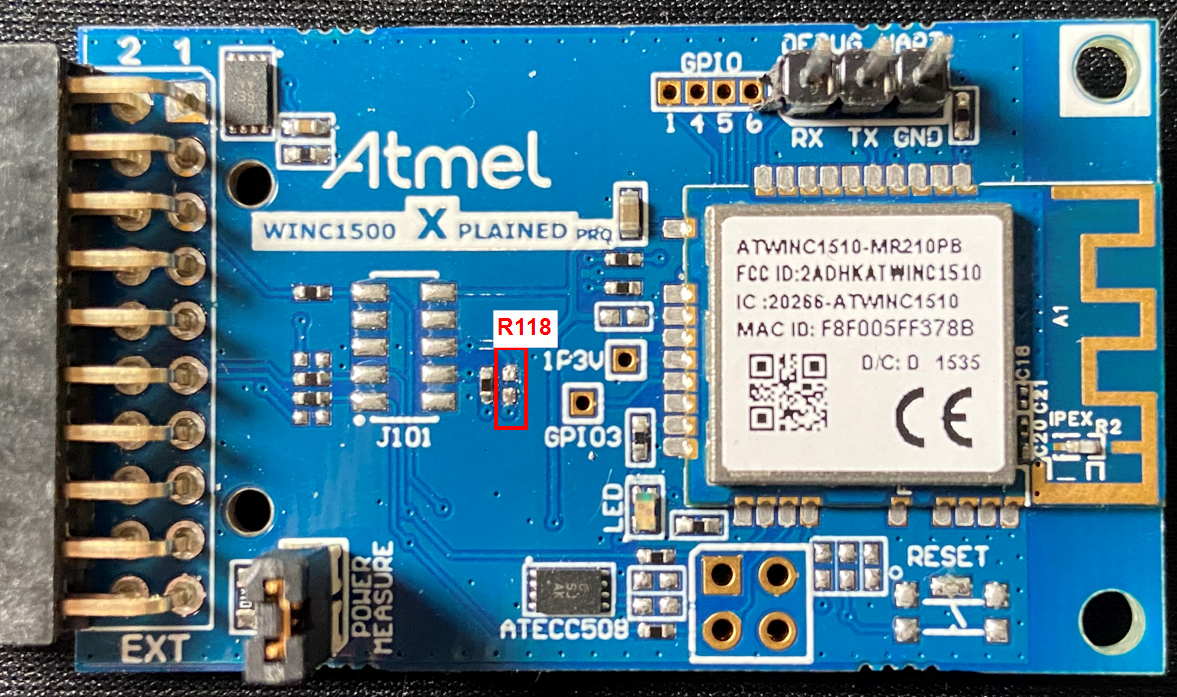 2 1
DEBUG UART
GPIO
1 4 5 6
RX TX GND
Atmel
WINC1500 X PLAINED PRO
ATWINC1510-MR210PB
FCC ID:2ADHKATWINC1510
IC :20266-ATWINC1510
MAC ID: F8F005FF378B
D/C: D 1535
CE
A1
R118
1P3V
GPIO3
J101
C18
C20 C21
IPEX
R2
LED
POWER
MEASURE
RESET
ATECC508
EXT